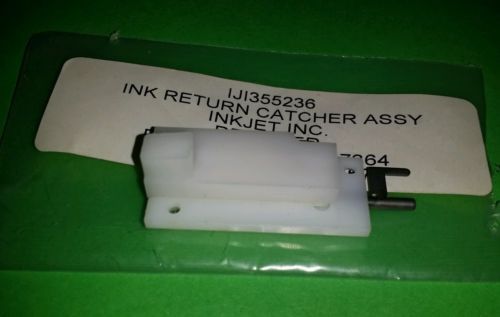 IJI355236
INK RETURN CATCHER ASSY
INKJET INC.